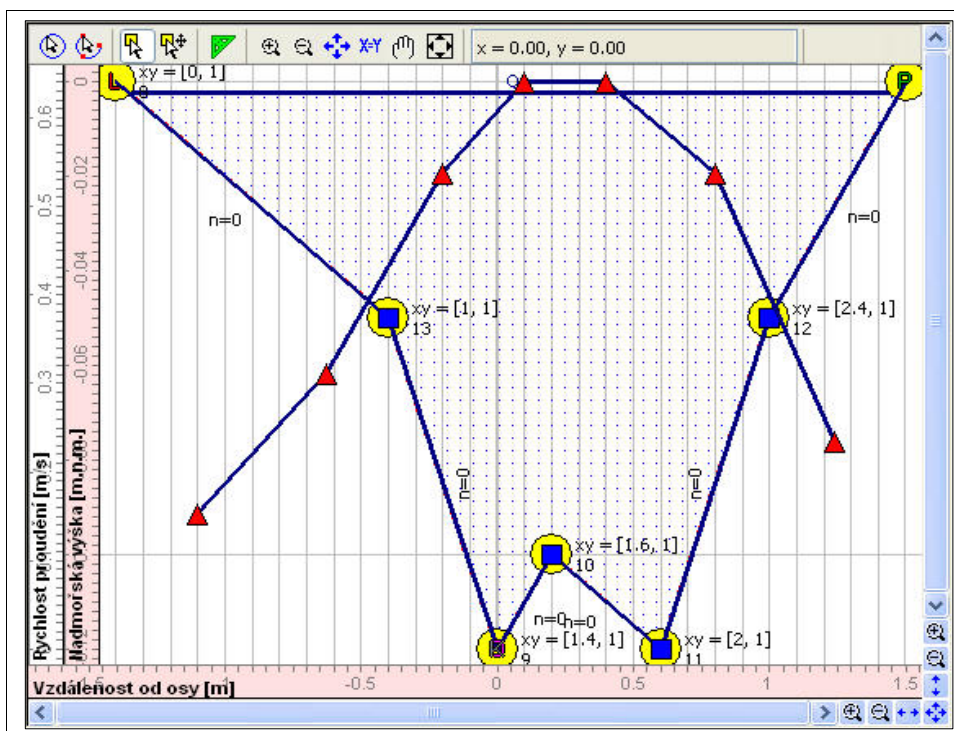 X-Y
x = 0.00, y = 0.00
L
xy = [0, 1]
8
Q
P
0
-0.02
-0.04
-0.06
0.6
0.5
0.4
0.3
n=0
n=0
xy = [1, 1]
13
xy = [2.4, 1]
12
n=0
n=0
xy = [1.6, 1]
10
n=0
n=0
xy = [1.4, 1]
9
xy = [2, 1]
11
Rychlost proudění [m/s]
Nadmořská výška [m.n.m.]
Vzdálenost od osy [m]
-0.5
0
0.5
1
1.5